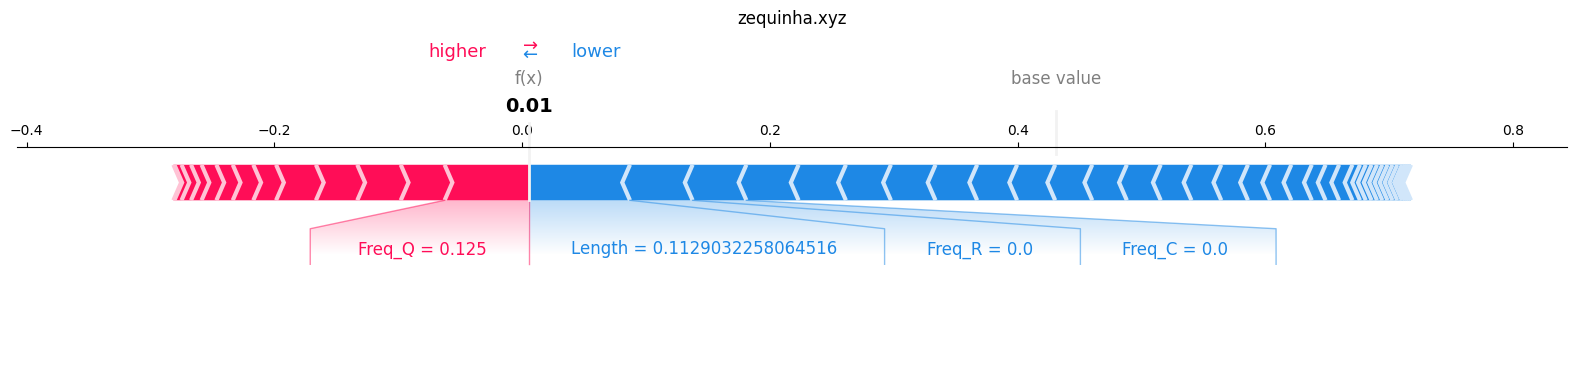 zequinha.xyz
higher → ← lower
f(x) base value
0.01
−0.4 −0.2 0.0 0.2 0.4 0.6 0.8
Freq_Q = 0.125 Length = 0.1129032258064516 Freq_R = 0.0 Freq_C = 0.0